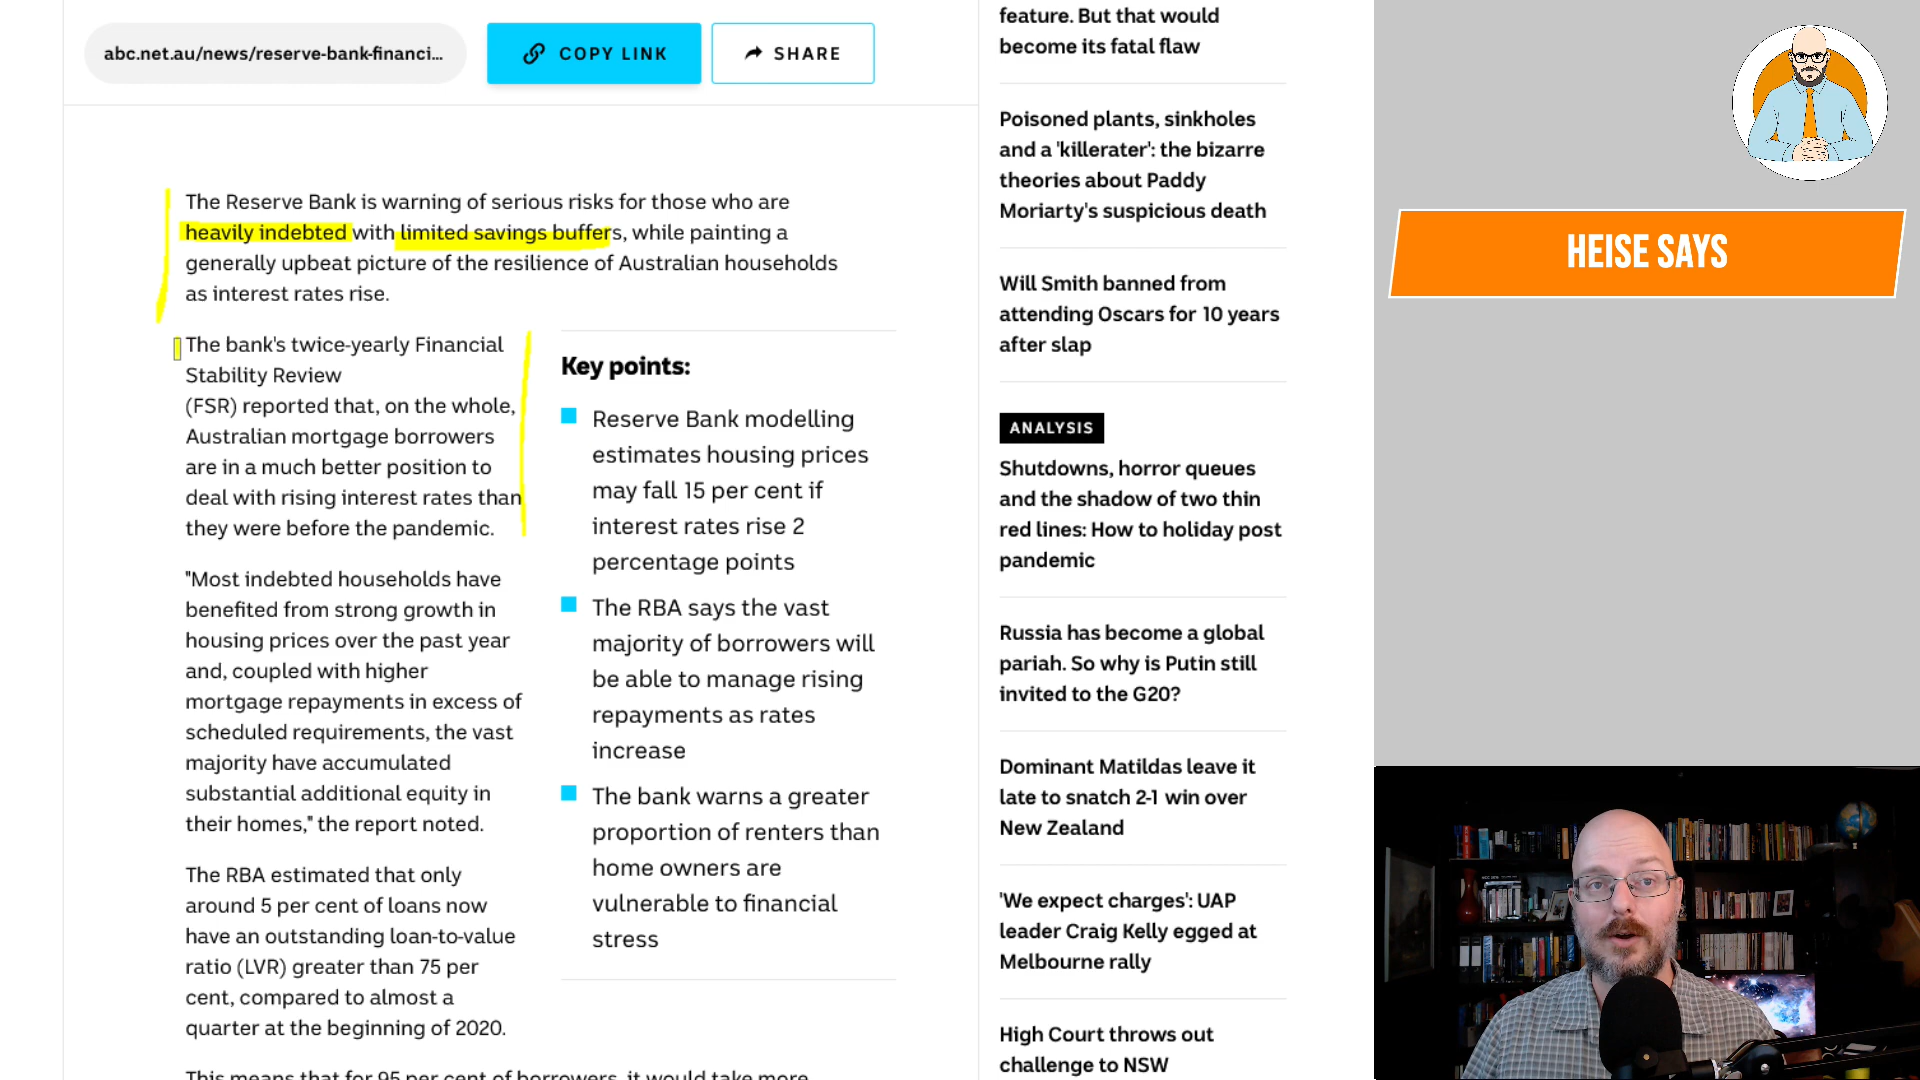 abc.net.au/news/reserve-bank-financi...
COPY LINK
SHARE
The Reserve Bank is warning of serious risks for those who are
heavily indebted with limited savings buffers, while painting a
generally upbeat picture of the resilience of Australian households
as interest rates rise.
The bank's twice-yearly Financial
Stability Review
(FSR) reported that, on the whole,
Australian mortgage borrowers
are in a much better position to
deal with rising interest rates than
they were before the pandemic.
"Most indebted households have
benefited from strong growth in
housing prices over the past year
and, coupled with higher
mortgage repayments in excess of
scheduled requirements, the vast
majority have accumulated
substantial additional equity in
their homes," the report noted.
The RBA estimated that only
around 5 per cent of loans now
have an outstanding loan-to-value
ratio (LVR) greater than 75 per
cent, compared to almost a
quarter at the beginning of 2020.
This means that for 95 per cent of borrowers, it would take more
Key points:
Reserve Bank modelling
estimates housing prices
may fall 15 per cent if
interest rates rise 2
percentage points
The RBA says the vast
majority of borrowers will
be able to manage rising
repayments as rates
increase
The bank warns a greater
proportion of renters than
home owners are
vulnerable to financial
stress
feature. But that would
become its fatal flaw
Poisoned plants, sinkholes
and a 'killerater': the bizarre
theories about Paddy
Moriarty's suspicious death
Will Smith banned from
attending Oscars for 10 years
after slap
ANALYSIS
Shutdowns, horror queues
and the shadow of two thin
red lines: How to holiday post
pandemic
Russia has become a global
pariah. So why is Putin still
invited to the G20?
Dominant Matildas leave it
late to snatch 2-1 win over
New Zealand
'We expect charges': UAP
leader Craig Kelly egged at
Melbourne rally
High Court throws out
challenge to NSW
HEISE SAYS